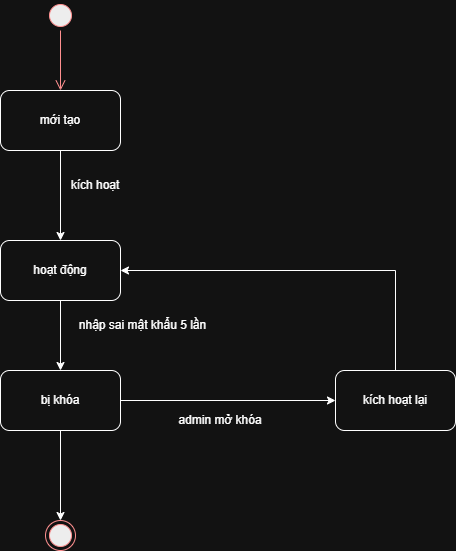 mới tạo
kích hoạt
hoạt động
nhập sai mật khẩu 5 lần
bị khóa
admin mở khóa
kích hoạt lại